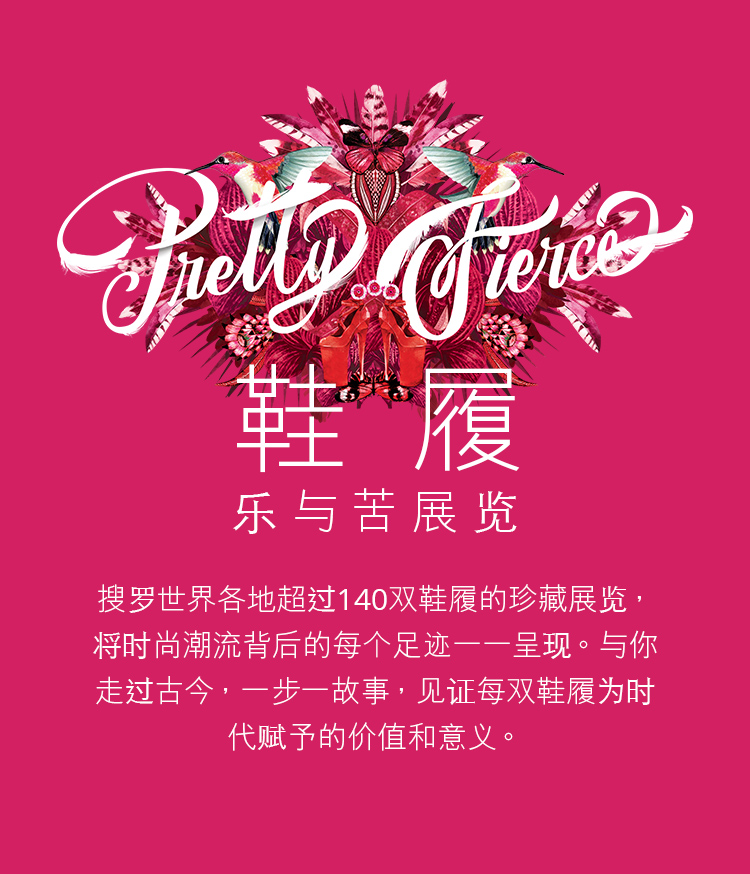 Pretty Fierce
鞋履
乐与苦展览
搜罗世界各地超过140双鞋履的珍藏展览，
将时尚潮流背后的每个足迹一一呈现。与你
走过古今，一步一故事，见证每双鞋履为时
代赋予的价值和意义。